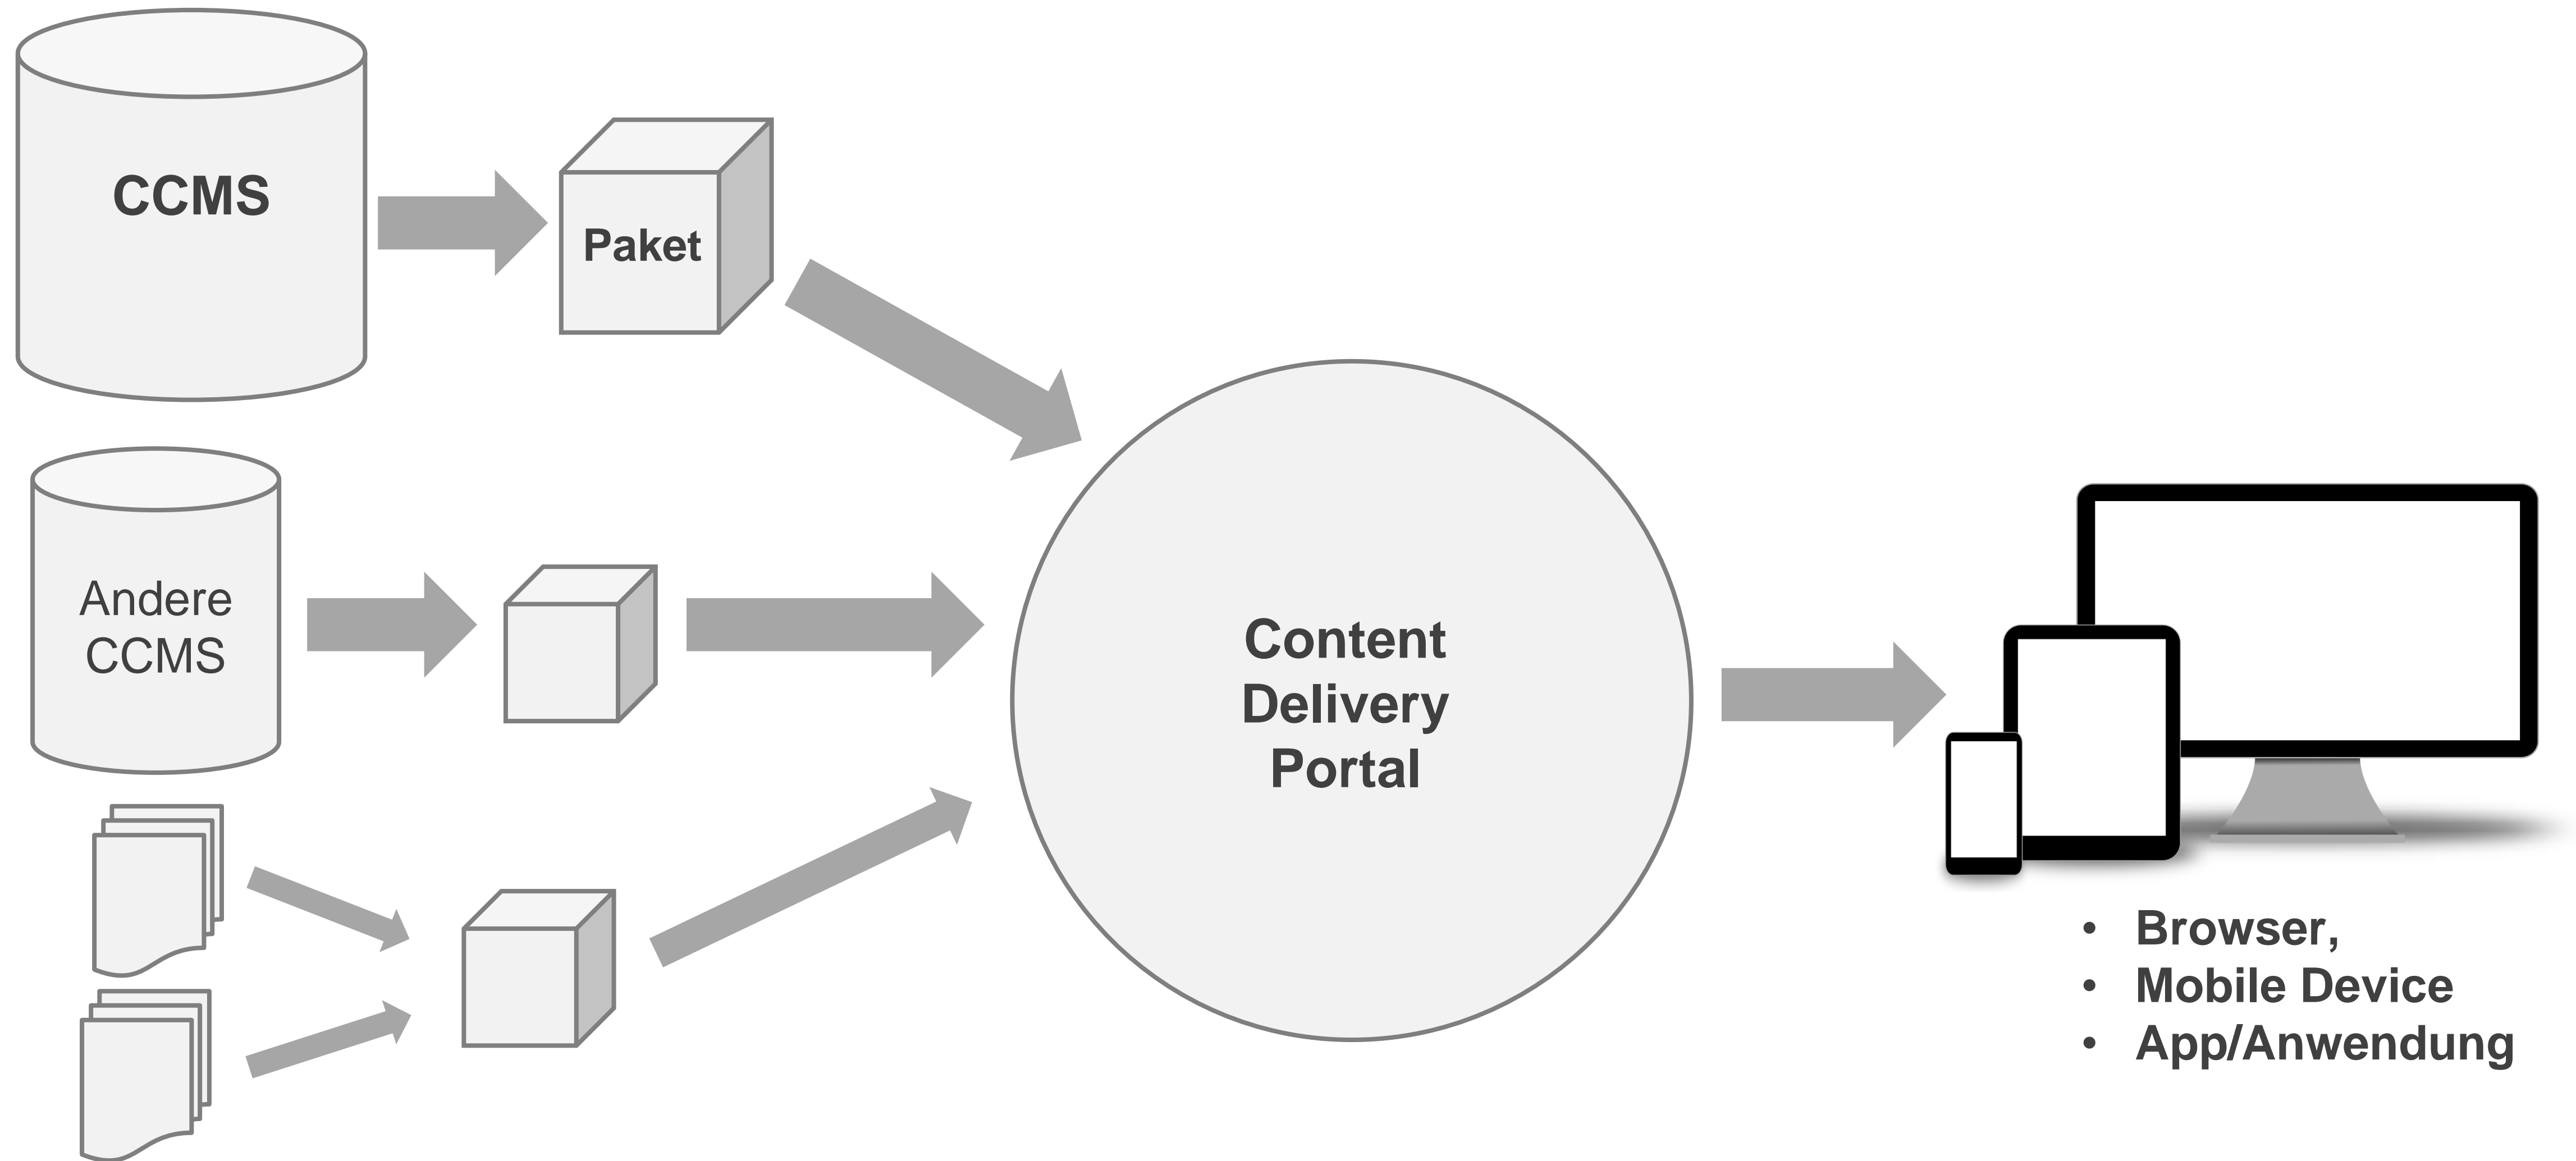 CCMS
Paket
Andere
CCMS
Content
Delivery
Portal
• Browser,
• Mobile Device
• App/Anwendung